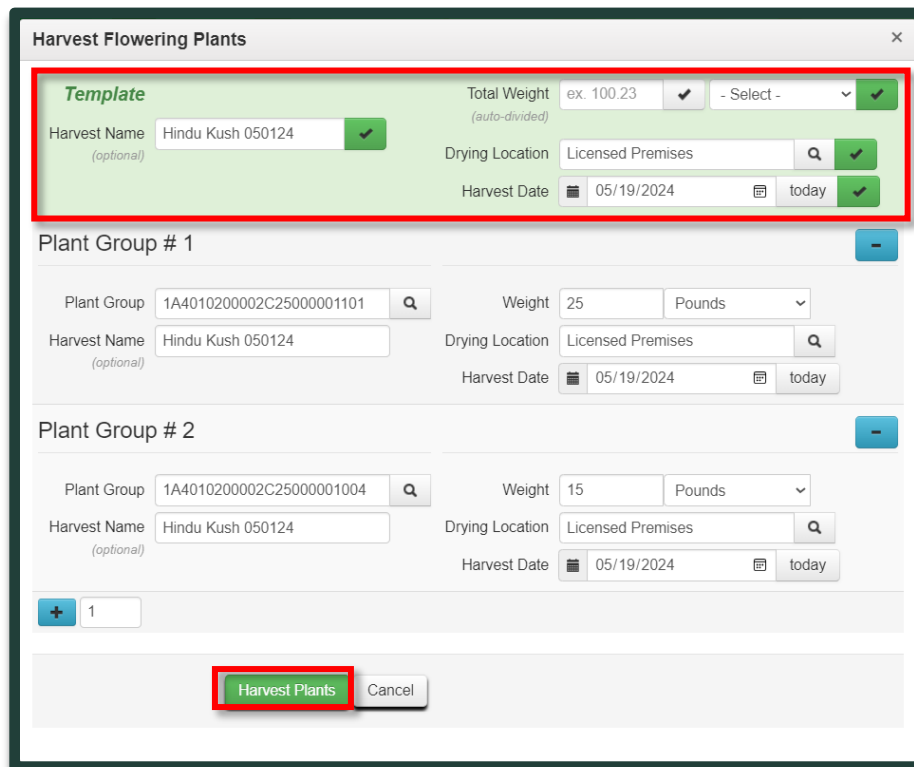 Harvest Flowering Plants ×
Template
Harvest Name Hindu Kush 050124
(optional)
Total Weight ex. 100.23 - Select -
(auto-divided)
Drying Location Licensed Premises
Harvest Date 05/19/2024 today
Plant Group # 1 -
Plant Group 1A4010200002C25000001101
Harvest Name Hindu Kush 050124
(optional)
Weight 25 Pounds
Drying Location Licensed Premises
Harvest Date 05/19/2024 today
Plant Group # 2 -
Plant Group 1A4010200002C25000001004
Harvest Name Hindu Kush 050124
(optional)
Weight 15 Pounds
Drying Location Licensed Premises
Harvest Date 05/19/2024 today
+ 1
Harvest Plants Cancel